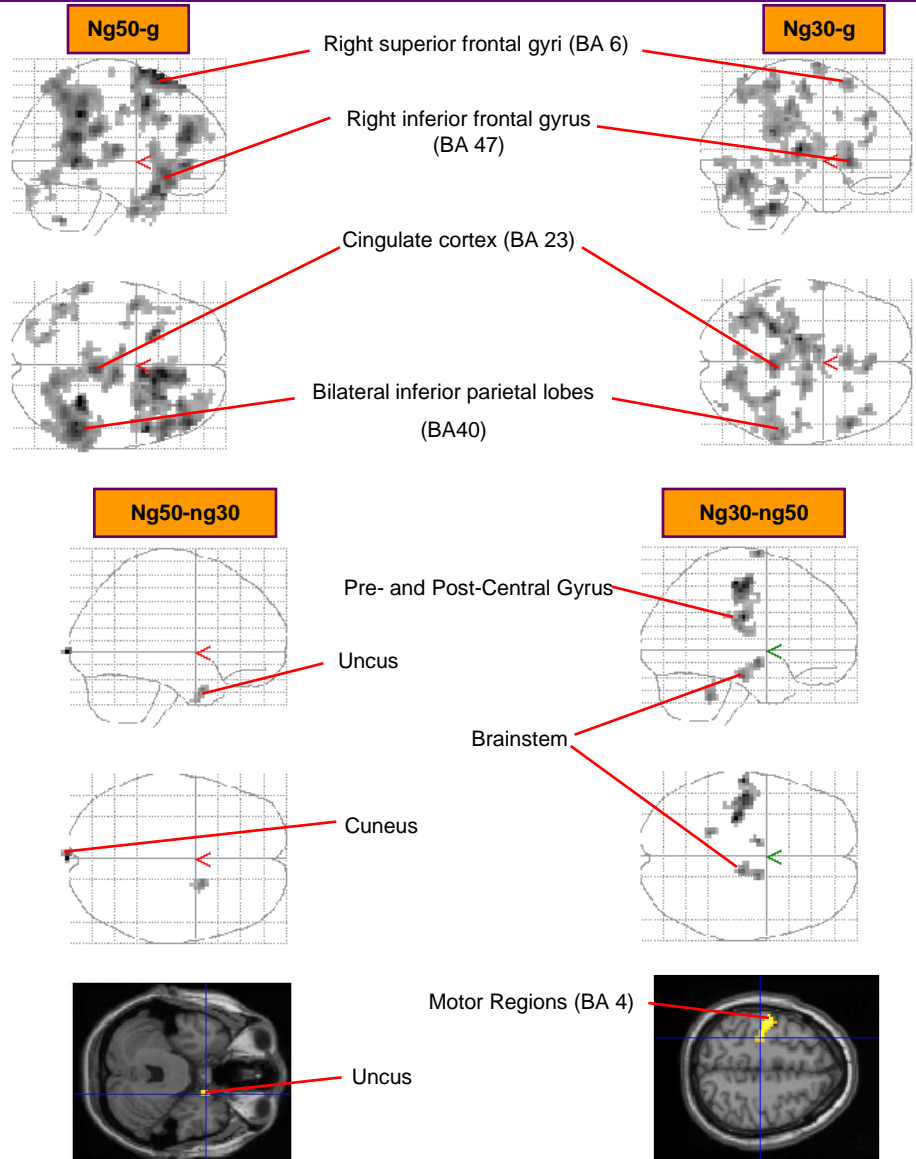 Ng50-g
Ng30-g
Right superior frontal gyri (BA 6)
Right inferior frontal gyrus
(BA 47)
Cingulate cortex (BA 23)
Bilateral inferior parietal lobes
(BA40)
Ng50-ng30
Ng30-ng50
Pre- and Post-Central Gyrus
Uncus
Brainstem
Cuneus
Motor Regions (BA 4)
Uncus